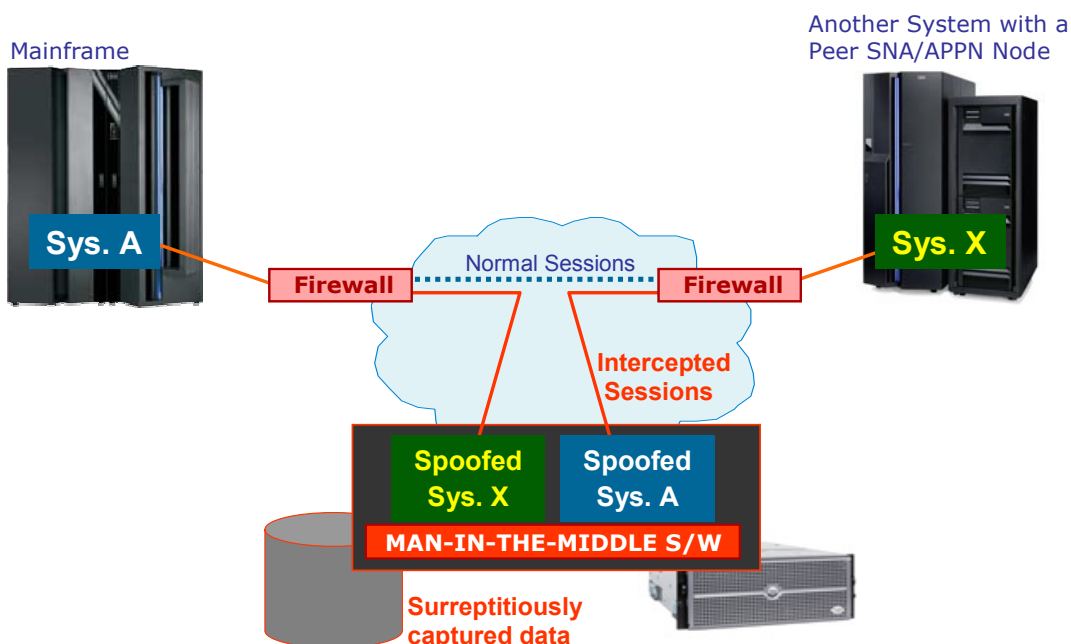 Mainframe
Another System with a
Peer SNA/APPN Node
Sys. A
Sys. X
Normal Sessions
Firewall
Firewall
Intercepted
Sessions
Spoofed
Sys. X
Spoofed
Sys. A
MAN-IN-THE-MIDDLE S/W
Surreptitiously
captured data